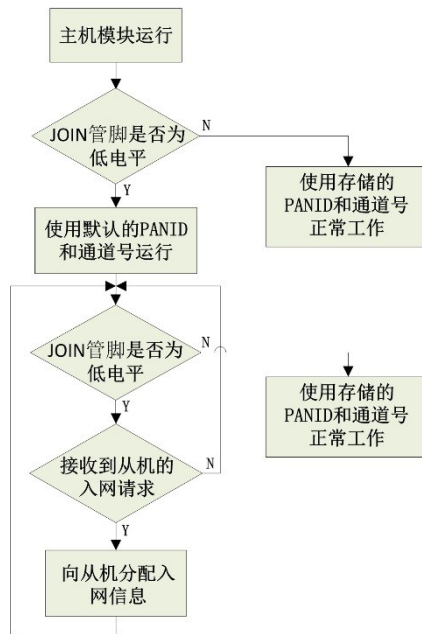 主机模块运行
JOIN管脚是否为
低电平
N
Y
使用存储的
PANID和通道号
正常工作
使用默认的PANID
和通道号运行
JOIN管脚是否为
低电平
N
Y
使用存储的
PANID和通道号
正常工作
接收到从机的
入网请求
N
Y
向从机分配入
网信息